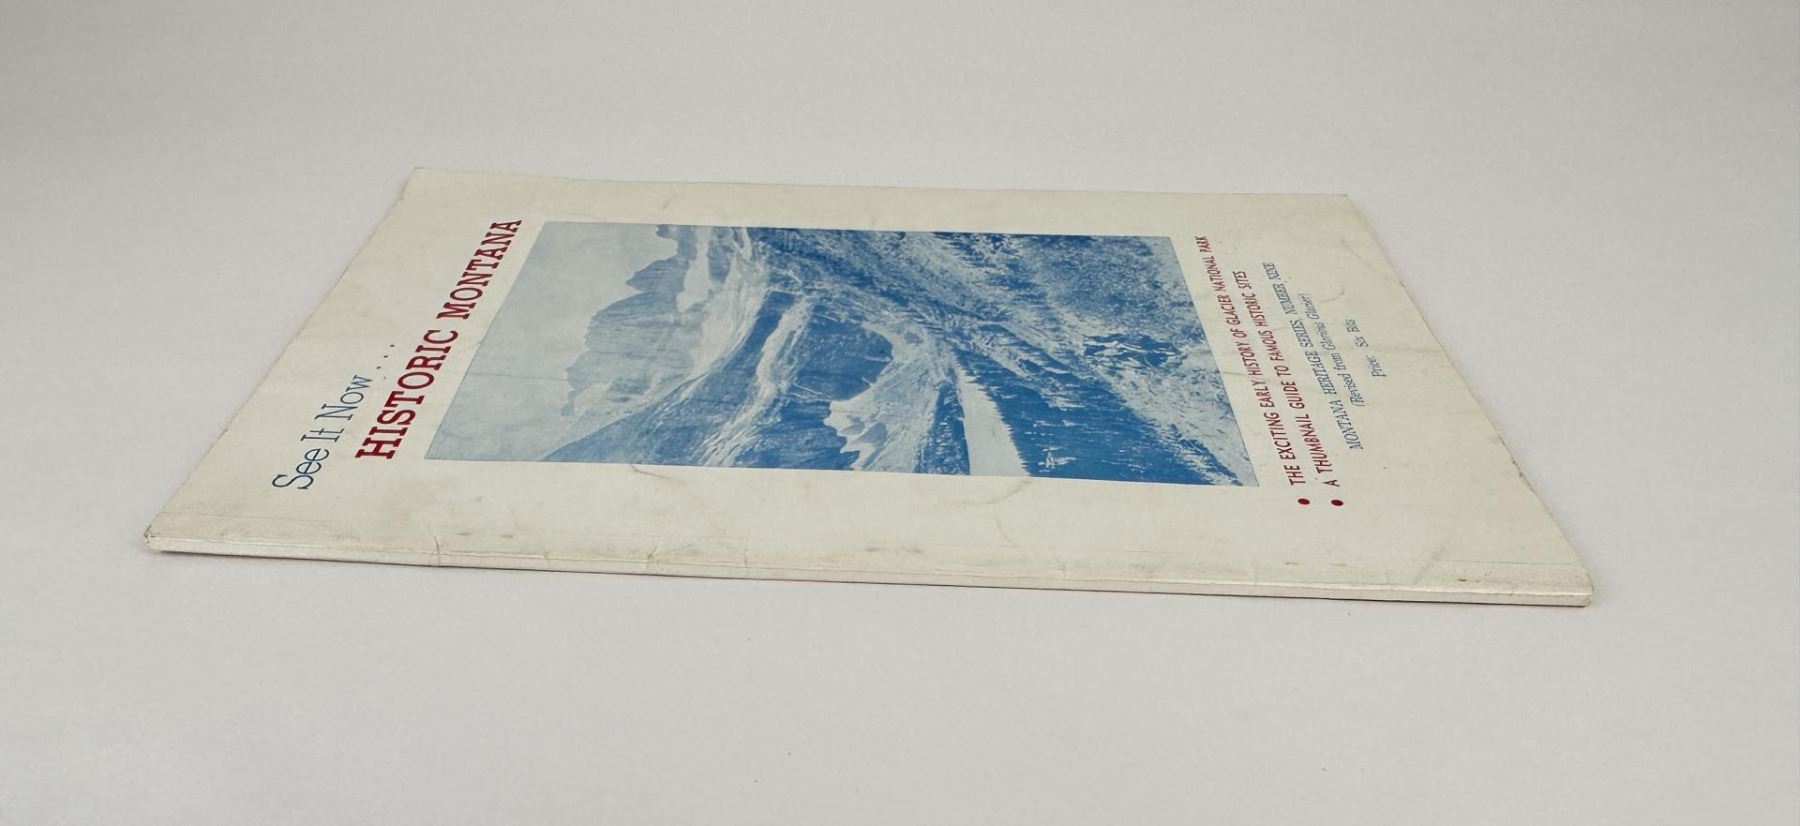 See It Now ....
HISTORIC MONTANA
• THE EXCITING EARLY HISTORY OF GLACIER NATIONAL PARK
• A THUMBNAIL GUIDE TO FAMOUS HISTORIC SITES
MONTANA HERITAGE SERIES, NUMBER NINE
(Revised from Glorious Glacier)
Price: Six Bits